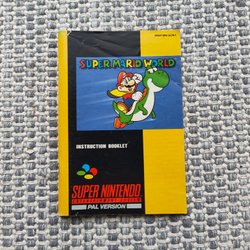 SUPER MARIO WORLD
INSTRUCTION BOOKLET
SUPER NINTENDO
ENTERTAINMENT SYSTEM
PAL VERSION